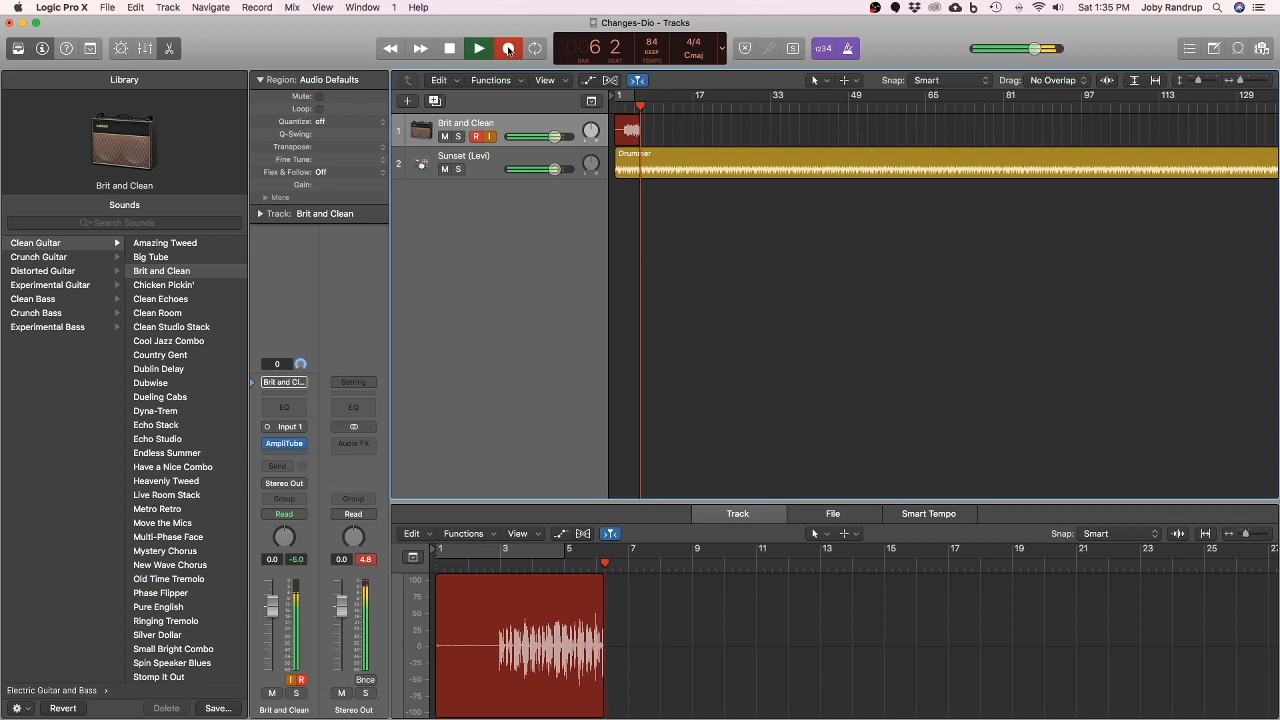 Logic Pro X File Edit Track Navigate Record Mix View Window 1 Help
Sat 1:35 PM Joby Randrup
Changes-Dio - Tracks
6 2
BAR BEAT
84
KEEP
TEMPO
4/4
Cmaj
1234
Library
Brit and Clean
Sounds
Search Sounds
Clean Guitar
Crunch Guitar
Distorted Guitar
Experimental Guitar
Clean Bass
Crunch Bass
Experimental Bass
Amazing Tweed
Big Tube
Brit and Clean
Chicken Pickin'
Clean Echoes
Clean Room
Clean Studio Stack
Cool Jazz Combo
Country Gent
Dublin Delay
Dubwise
Dueling Cabs
Dyna-Trem
Echo Stack
Echo Studio
Endless Summer
Have a Nice Combo
Heavenly Tweed
Live Room Stack
Metro Retro
Move the Mics
Multi-Phase Face
Mystery Chorus
New Wave Chorus
Old Time Tremolo
Phase Flipper
Pure English
Ringing Tremolo
Silver Dollar
Small Bright Combo
Spin Speaker Blues
Stomp It Out
Electric Guitar and Bass
Revert Delete Save...
Region: Audio Defaults
Mute:
Loop:
Quantize: off
Q-Swing:
Transpose:
Fine Tune:
Flex & Follow: Off
Gain:
More
Track: Brit and Clean
0
Brit and Cl... Setting
EQ EQ
Input 1
AmpliTube Audio FX
Send
Stereo Out
Group Group
Read Read
0.0 -5.0 0.0 4.8
I R Bnce
M S M S
Brit and Clean Stereo Out
Edit Functions View Snap: Smart Drag: No Overlap
1 17 33 49 65 81 97 113 129
1 Brit and Clean
M S R I
L R
2 Sunset (Levi)
M S
L R
Drummer
Track File Smart Tempo
Edit Functions View Snap: Smart
1 3 5 7 9 11 13 15 17 19 21 23 25 27
100
75
50
25
0
-25
-50
-75
-100